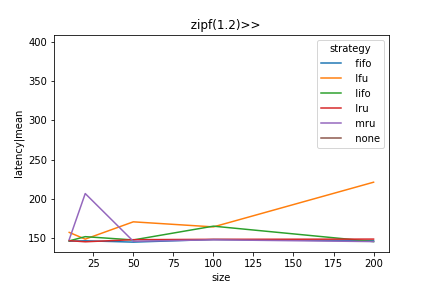 zipf(1.2)>>
400
350
300
250
200
150
latency|mean
25
50
75
100
125
150
175
200
size
strategy
fifo
lfu
lifo
lru
mru
none